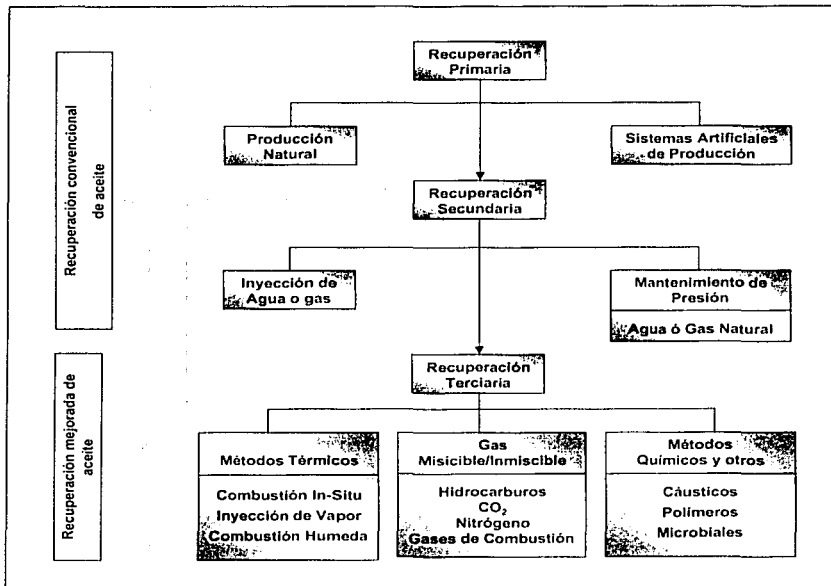 Recuperación
Primaria
Recuperación convencional
de aceite
Producción
Natural
Sistemas Artificiales
de Producción
Recuperación
Secundaria
Inyección de
Agua o gas
Mantenimiento de
Presión
Agua ó Gas Natural
Recuperación
Terciaria
Recuperación mejorada de
aceite
Métodos Térmicos
Combustión In-Situ
Inyección de Vapor
Combustión Humeda
Gas
Misicible/Inmiscible
Hidrocarburos
CO₂
Nitrógeno
Gases de Combustión
Métodos
Químicos y otros
Cáusticos
Polímeros
Microbiales